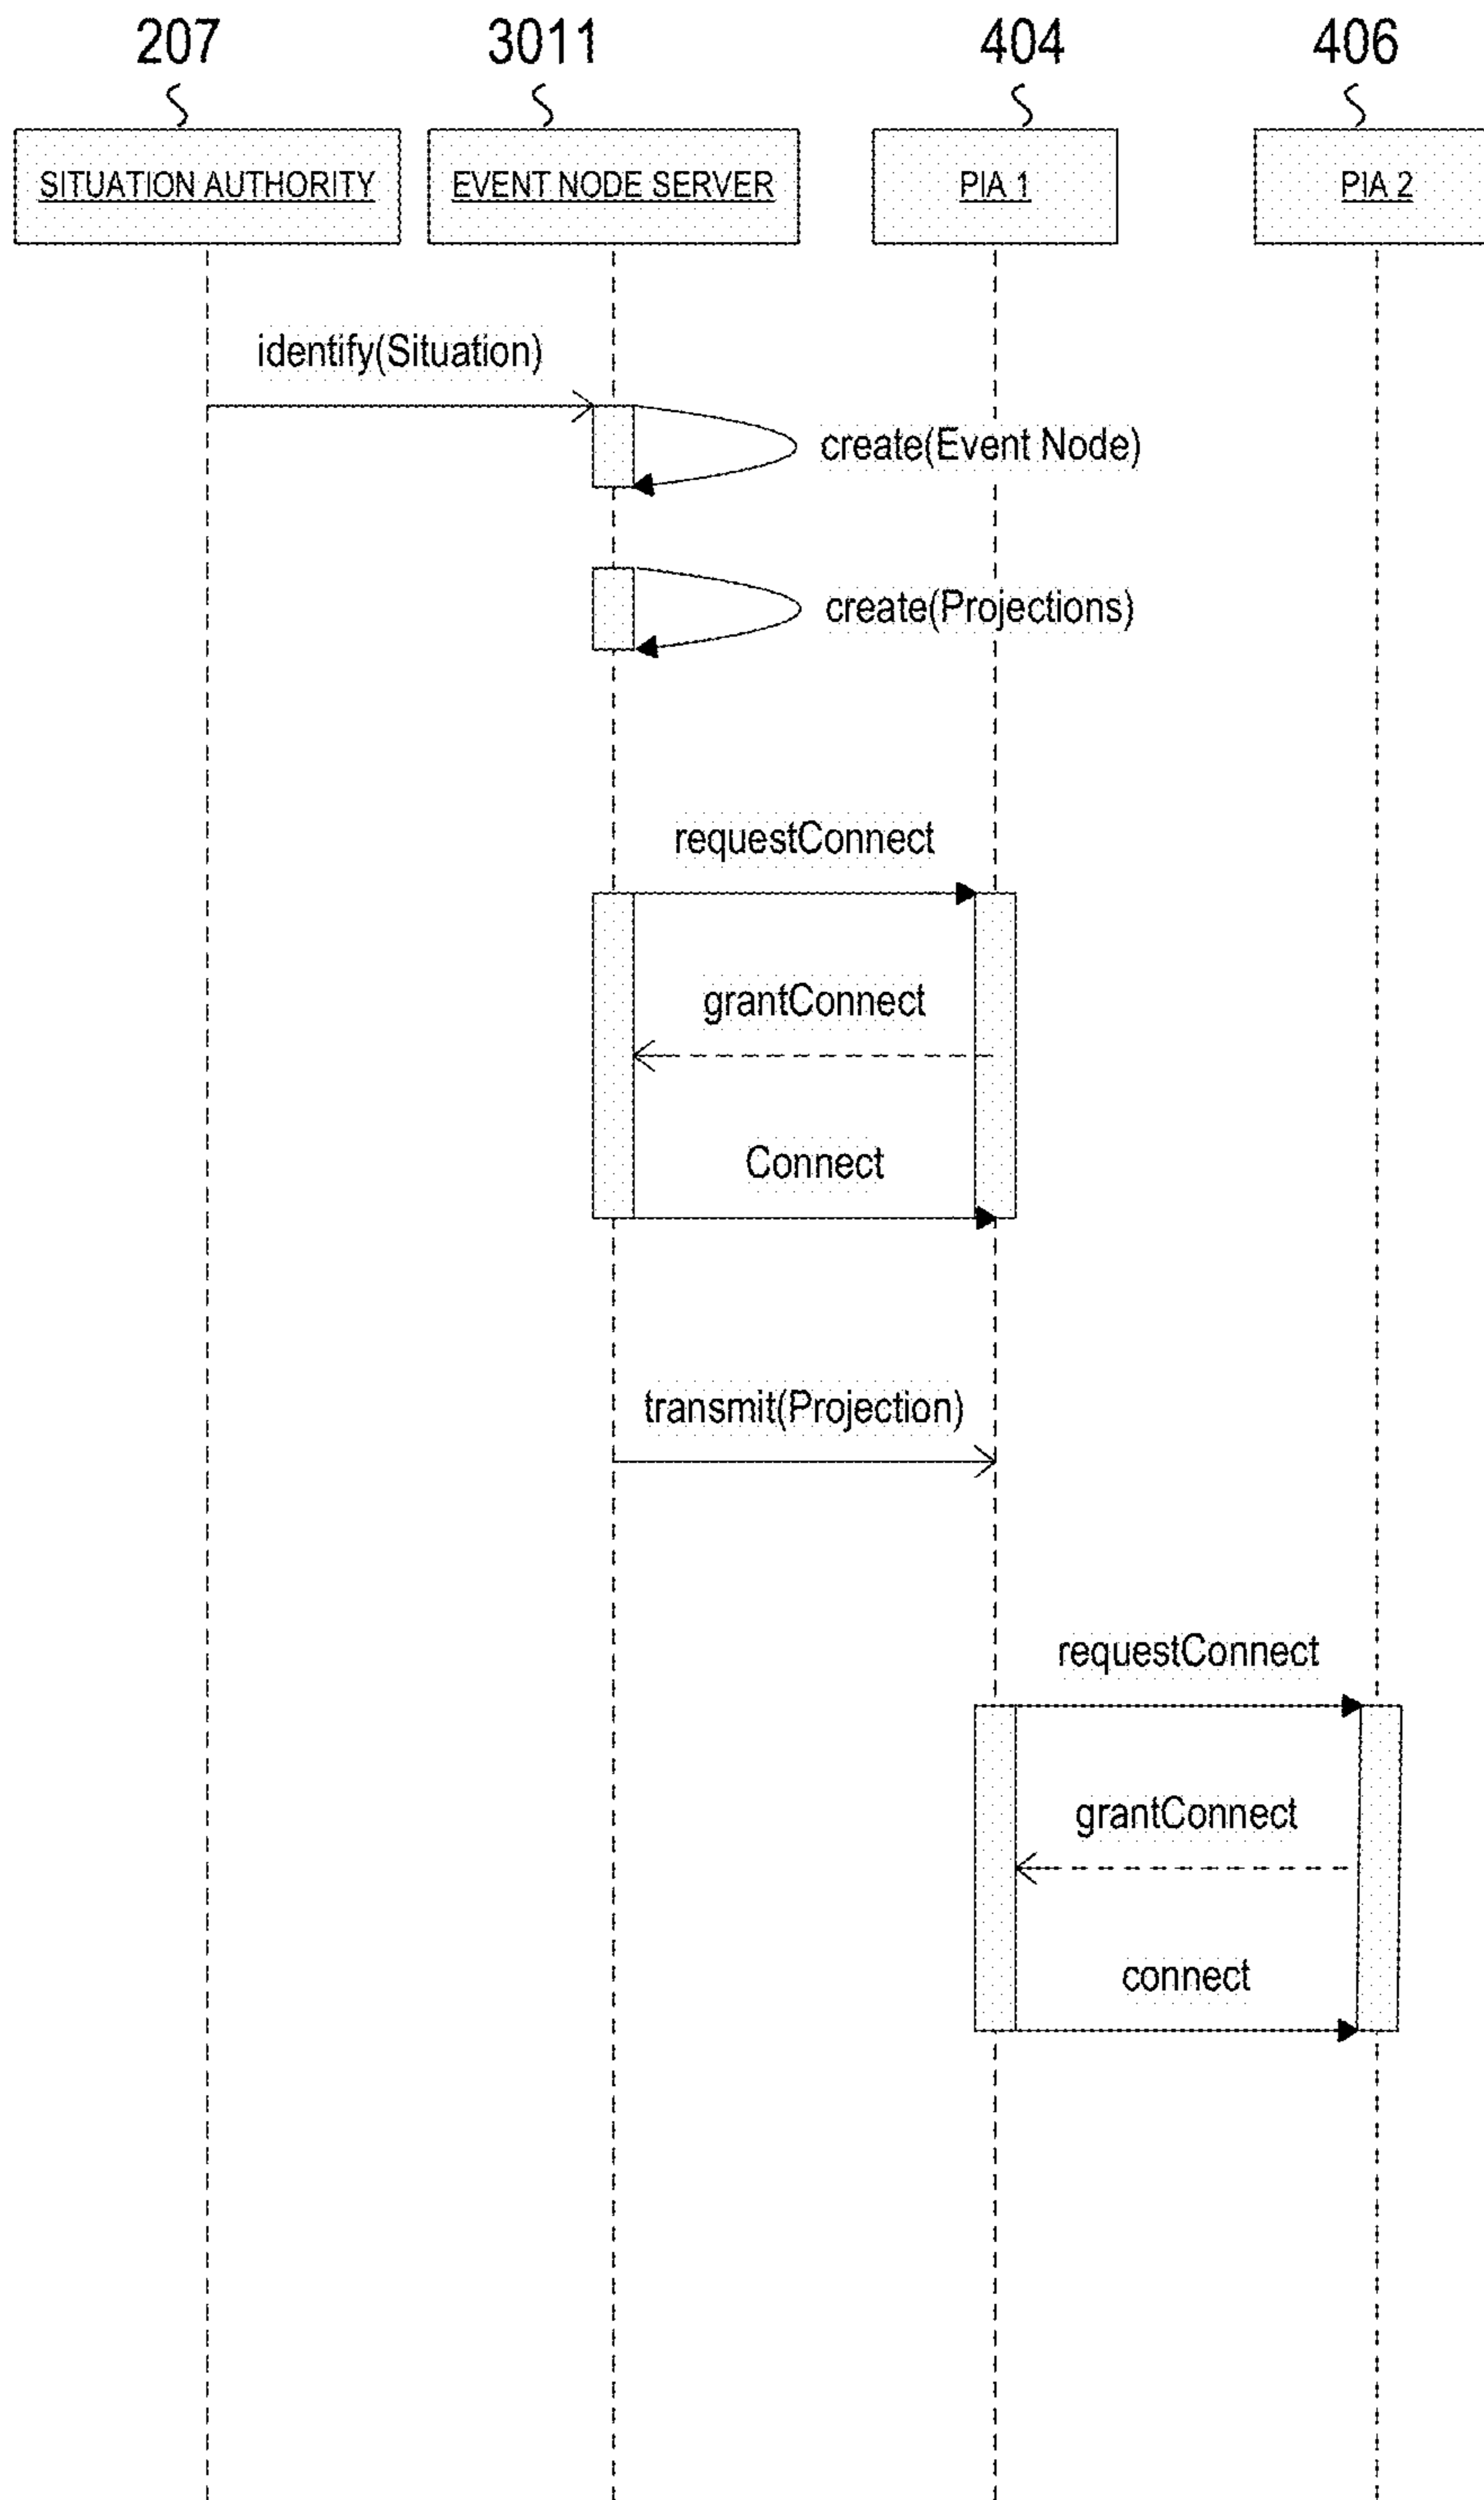 207 3011 404 406
SITUATION AUTHORITY EVENT NODE SERVER PIA 1 PIA 2
identify(Situation)
create(Event Node)
create(Projections)
requestConnect
grantConnect
Connect
transmit(Projection)
requestConnect
grantConnect
connect